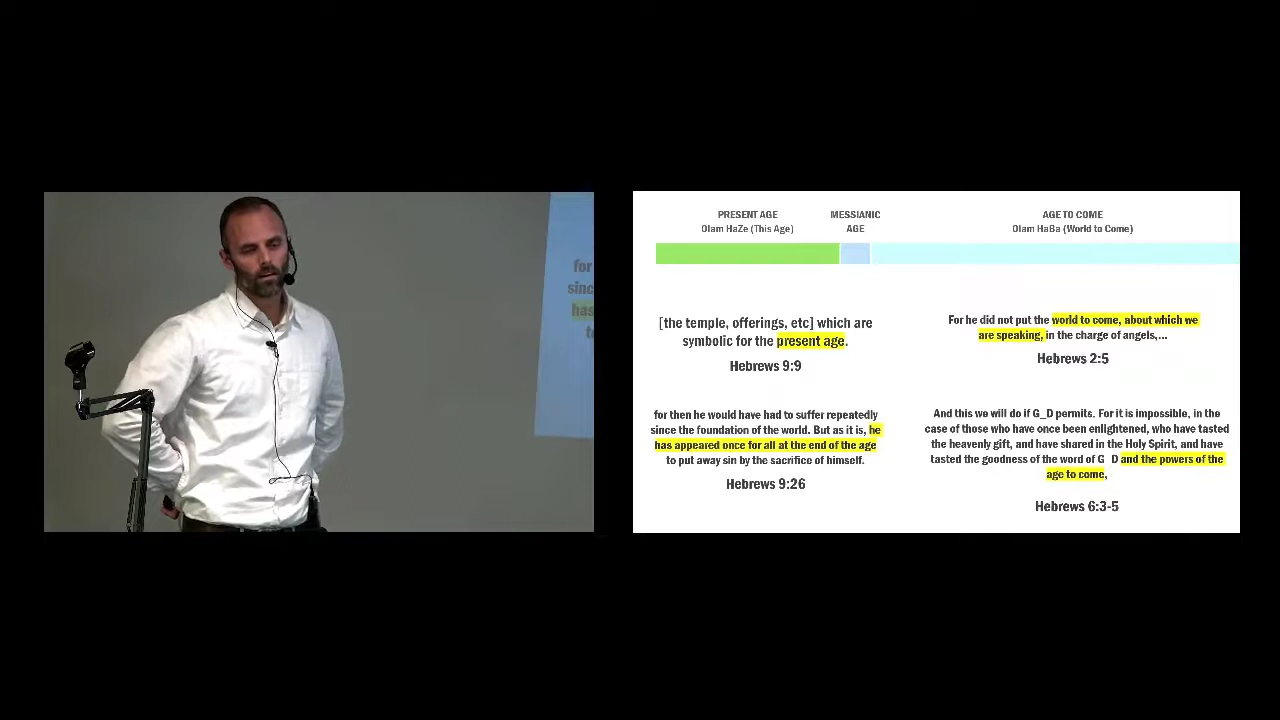 for
sinc
has
t
PRESENT AGE
Olam HaZe (This Age)
MESSIANIC
AGE
AGE TO COME
Olam HaBa (World to Come)
[the temple, offerings, etc] which are
symbolic for the present age.
Hebrews 9:9
for then he would have had to suffer repeatedly
since the foundation of the world. But as it is, he
has appeared once for all at the end of the age
to put away sin by the sacrifice of himself.
Hebrews 9:26
For he did not put the world to come, about which we
are speaking, in the charge of angels,...
Hebrews 2:5
And this we will do if G_D permits. For it is impossible, in the
case of those who have once been enlightened, who have tasted
the heavenly gift, and have shared in the Holy Spirit, and have
tasted the goodness of the word of G_D and the powers of the
age to come,
Hebrews 6:3-5